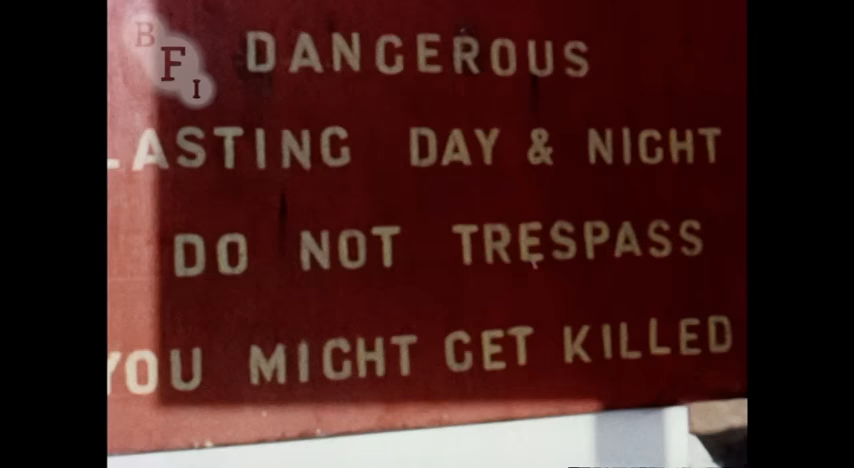 BFI
DANGEROUS
LASTING DAY & NIGHT
DO NOT TRESPASS
YOU MIGHT GET KILLED